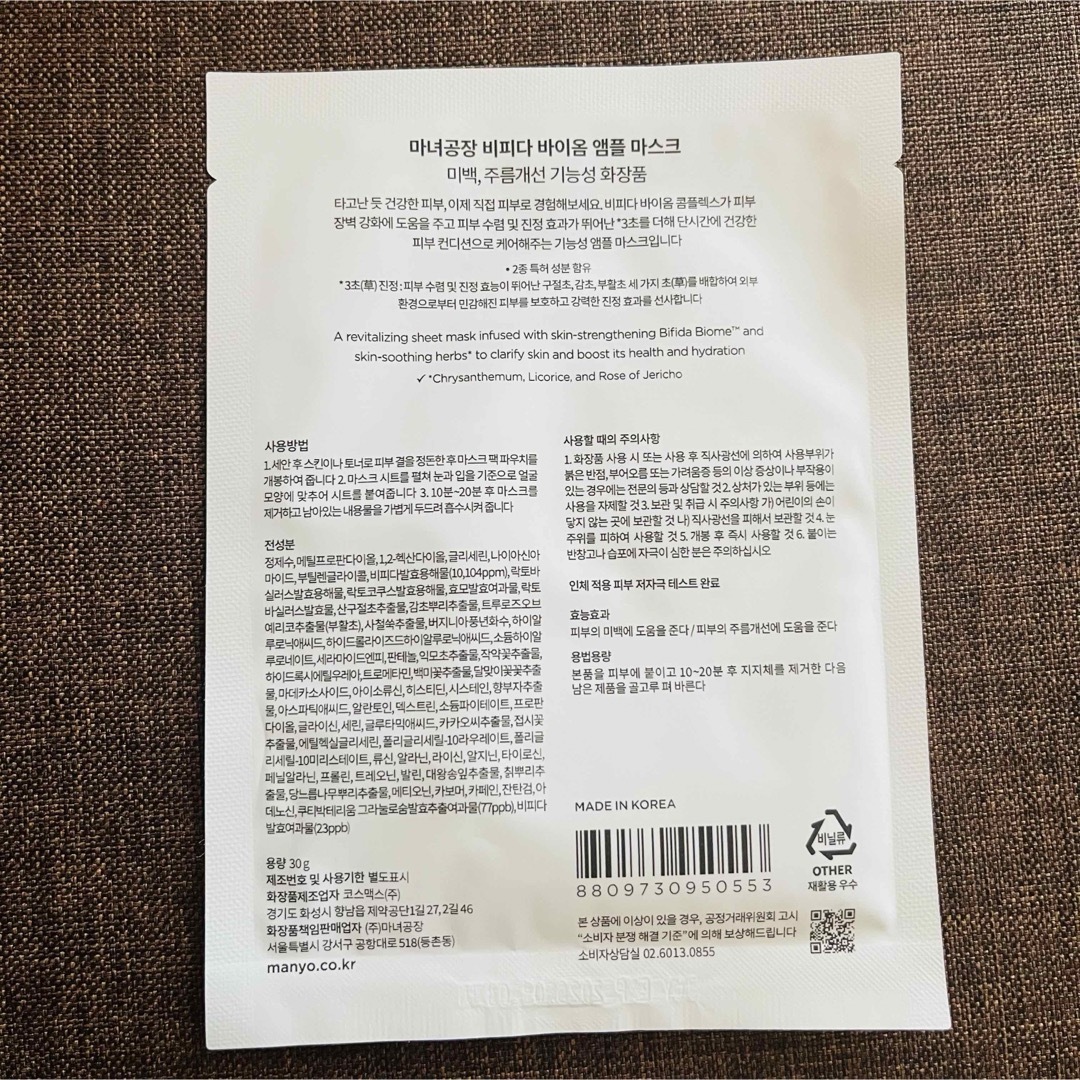 마녀공장 비피다 바이옴 앰플 마스크
미백, 주름개선 기능성 화장품
타고난 듯 건강한 피부, 이제 직접 피부로 경험해보세요. 비피다 바이옴 콤플렉스가 피부
장벽 강화에 도움을 주고 피부 수렴 및 진정 효과가 뛰어난 *3초를 더해 단시간에 건강한
피부 컨디션으로 케어해주는 기능성 앰플 마스크입니다
• 2종 특허 성분 함유
*3초(草) 진정 : 피부 수렴 및 진정 효능이 뛰어난 구절초, 감초, 부활초 세 가지 초(草)를 배합하여 외부
환경으로부터 민감해진 피부를 보호하고 강력한 진정 효과를 선사합니다
A revitalizing sheet mask infused with skin-strengthening Bifida Biome™ and
skin-soothing herbs* to clarify skin and boost its health and hydration
✓ *Chrysanthemum, Licorice, and Rose of Jericho
사용방법
1.세안 후 스킨이나 토너로 피부 결을 정돈한 후 마스크 팩 파우치를
개봉하여 줍니다 2. 마스크 시트를 펼쳐 눈과 입을 기준으로 얼굴
모양에 맞추어 시트를 붙여줍니다 3. 10분~20분 후 마스크를
제거하고 남아있는 내용물을 가볍게 두드려 흡수시켜 줍니다
전성분
정제수, 메틸프로판다이올, 1,2-헥산다이올, 글리세린, 나이아신아
마이드, 부틸렌글라이콜, 비피다발효용해물(10,104ppm), 락토바
실러스발효용해물, 락토코쿠스발효용해물, 효모발효여과물, 락토
바실러스발효물, 산구절초추출물, 감초뿌리추출물, 트루로즈오브
예리코추출물(부활초), 사철쑥추출물, 버지니아풍년화수, 하이알
루로닉애씨드, 하이드롤라이즈드하이알루로닉애씨드, 소듐하이알
루로네이트, 세라마이드엔피, 판테놀, 익모초추출물, 작약꽃추출물,
하이드록시에틸우레아, 트로메타민, 백미꽃추출물, 달맞이꽃꽃추출
물, 마데카소사이드, 아이소류신, 히스티딘, 시스테인, 향부자추출
물, 아스파틱애씨드, 알란토인, 덱스트린, 소듐파이테이트, 프로판
다이올, 글라이신, 세린, 글루타믹애씨드, 카카오씨추출물, 접시꽃
추출물, 에틸헥실글리세린, 폴리글리세릴-10라우레이트, 폴리글
리세릴-10미리스테이트, 류신, 알라닌, 라이신, 알지닌, 타이로신,
페닐알라닌, 프롤린, 트레오닌, 발린, 대왕송잎추출물, 칡뿌리추
출물, 당느릅나무뿌리추출물, 메티오닌, 카보머, 카페인, 잔탄검, 아
데노신, 쿠티박테리움 그라눌로숨발효추출여과물(77ppb), 비피다
발효여과물(23ppb)
용량 30 g
제조번호 및 사용기한 별도표시
화장품제조업자 코스맥스(주)
경기도 화성시 향남읍 제약공단1길 27, 2길 46
화장품책임판매업자 (주)마녀공장
서울특별시 강서구 공항대로 518(등촌동)
manyo.co.kr
사용할 때의 주의사항
1. 화장품 사용 시 또는 사용 후 직사광선에 의하여 사용부위가
붉은 반점, 부어오름 또는 가려움증 등의 이상 증상이나 부작용이
있는 경우에는 전문의 등과 상담할 것 2. 상처가 있는 부위 등에는
사용을 자제할 것 3. 보관 및 취급 시 주의사항 가) 어린이의 손이
닿지 않는 곳에 보관할 것 나) 직사광선을 피해서 보관할 것 4. 눈
주위를 피하여 사용할 것 5. 개봉 후 즉시 사용할 것 6. 붙이는
반창고나 습포에 자극이 심한 분은 주의하십시오
인체 적용 피부 저자극 테스트 완료
효능효과
피부의 미백에 도움을 준다 / 피부의 주름개선에 도움을 준다
용법용량
본품을 피부에 붙이고 10~20분 후 지지체를 제거한 다음
남은 제품을 골고루 펴 바른다
MADE IN KOREA
8809730950553
비닐류
OTHER
재활용 우수
본 상품에 이상이 있을 경우, 공정거래위원회 고시
“소비자 분쟁 해결 기준”에 의해 보상해드립니다
소비자상담실 02.6013.0855